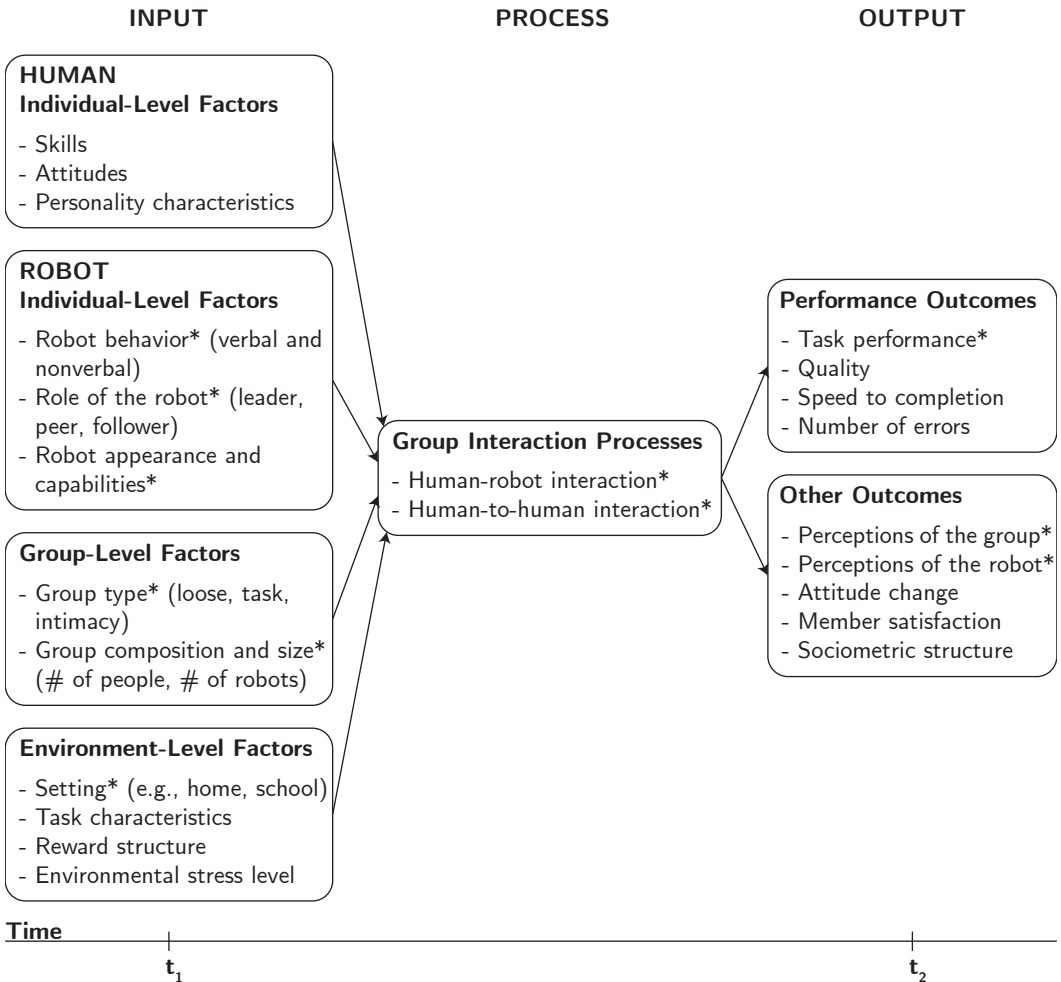 INPUT
PROCESS
OUTPUT
HUMAN
Individual-Level Factors
- Skills
- Attitudes
- Personality characteristics
ROBOT
Individual-Level Factors
- Robot behavior* (verbal and
nonverbal)
- Role of the robot* (leader,
peer, follower)
- Robot appearance and
capabilities*
Group-Level Factors
- Group type* (loose, task,
intimacy)
- Group composition and size*
(# of people, # of robots)
Environment-Level Factors
- Setting* (e.g., home, school)
- Task characteristics
- Reward structure
- Environmental stress level
Group Interaction Processes
- Human-robot interaction*
- Human-to-human interaction*
Performance Outcomes
- Task performance*
- Quality
- Speed to completion
- Number of errors
Other Outcomes
- Perceptions of the group*
- Perceptions of the robot*
- Attitude change
- Member satisfaction
- Sociometric structure
Time
t₁
t₂